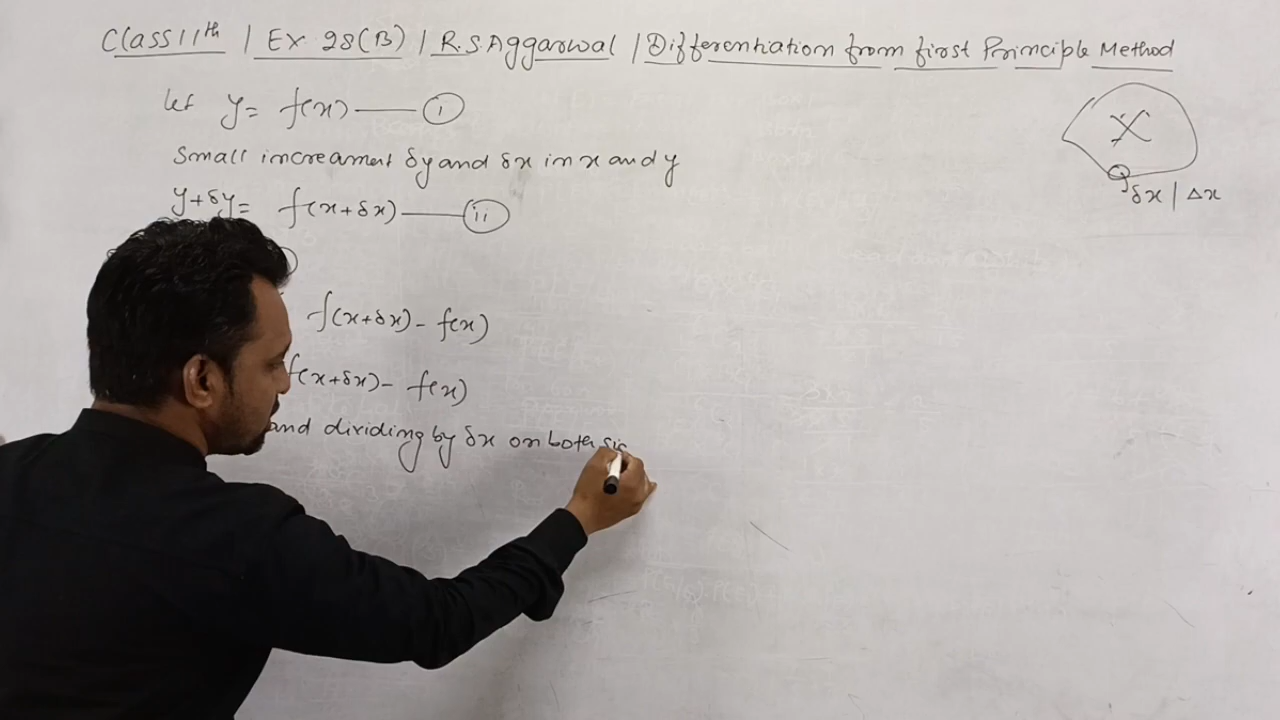 Class 11th / EX 28(B) / R.S.Aggarwal / Differentiation from first Principle Method
let y = f(x) —— (i)
Small increament δy and δx in x and y
y+δy = f(x+δx) —— (ii)
f(x+δx) - f(x)
f(x+δx) - f(x)
and dividing by δx on both
X
δx / Δx